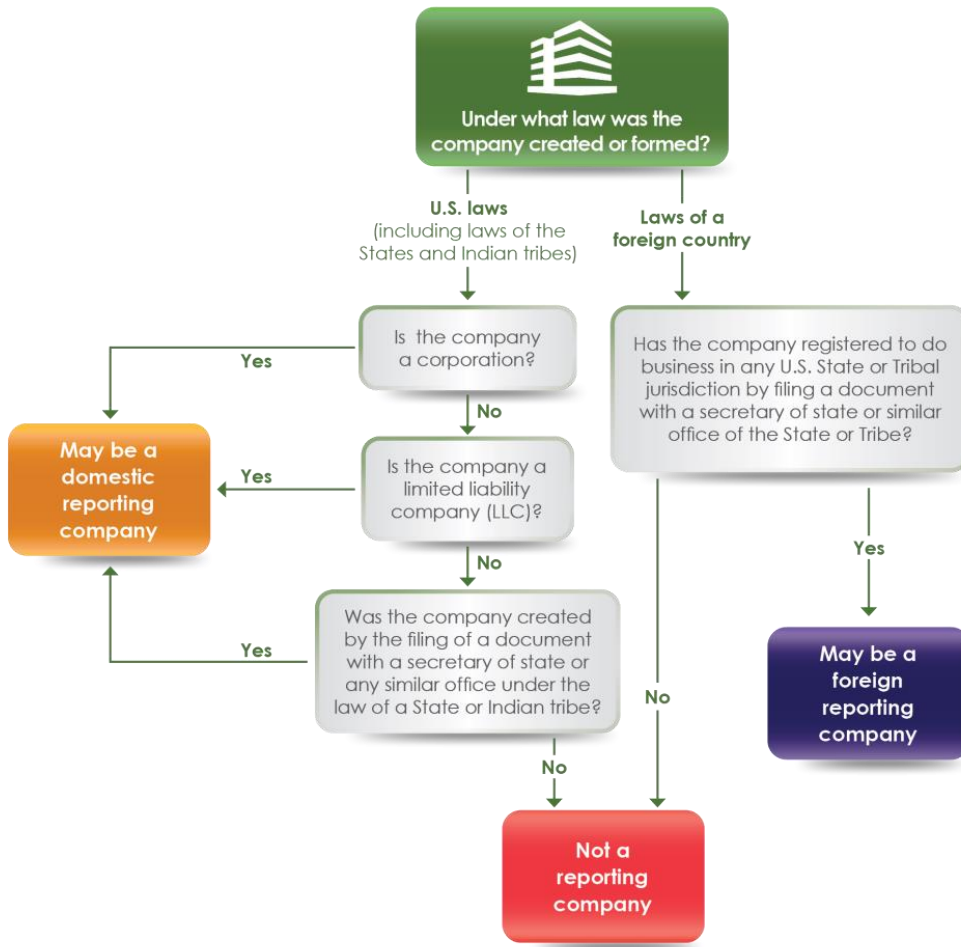 Under what law was the
company created or formed?
U.S. laws
(including laws of the
States and Indian tribes)
Laws of a
foreign country
Is the company
a corporation?
Yes
No
Has the company registered to do
business in any U.S. State or Tribal
jurisdiction by filing a document
with a secretary of state or similar
office of the State or Tribe?
May be a
domestic
reporting
company
Yes
Is the company a
limited liability
company (LLC)?
No
Yes
Was the company created
by the filing of a document
with a secretary of state or
any similar office under the
law of a State or Indian tribe?
Yes
No
May be a
foreign
reporting
company
No
Not a
reporting
company